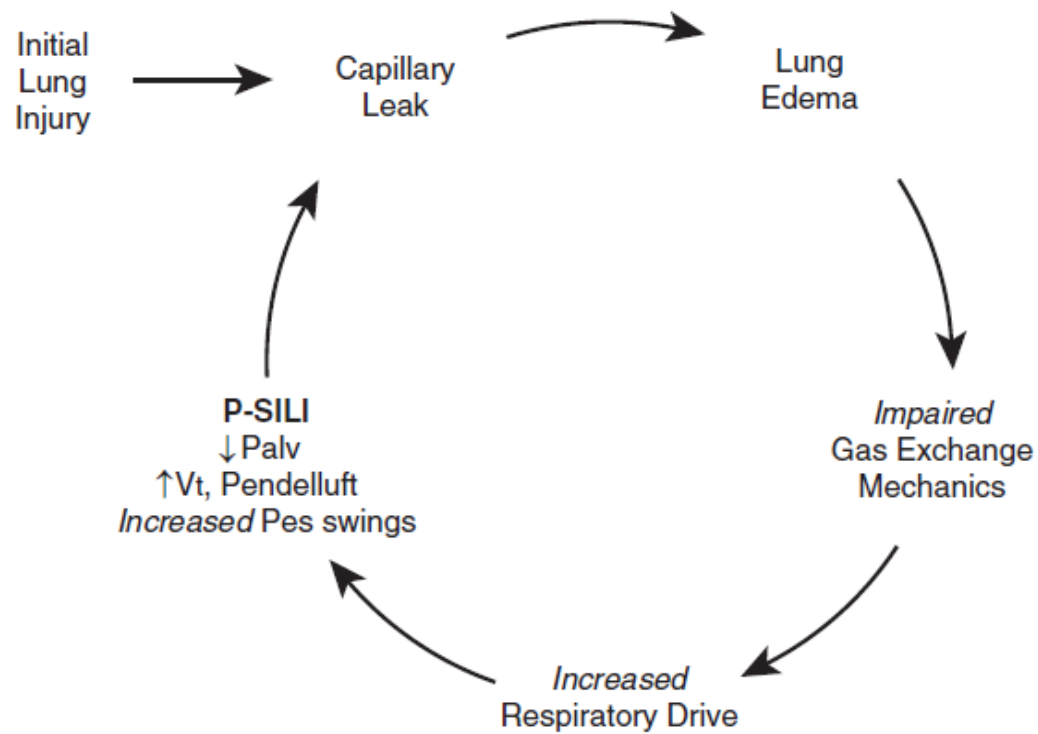 Initial
Lung
Injury
Capillary
Leak
Lung
Edema
Impaired
Gas Exchange
Mechanics
Increased
Respiratory Drive
P-SILI
↓Palv
↑Vt, Pendelluft
Increased Pes swings